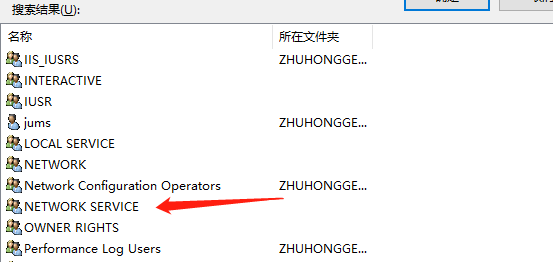 搜索结果(U):
名称 所在文件夹
IIS_IUSRS ZHUHONGGE...
INTERACTIVE
IUSR
jums ZHUHONGGE...
LOCAL SERVICE
NETWORK
Network Configuration Operators ZHUHONGGE...
NETWORK SERVICE
OWNER RIGHTS
Performance Log Users ZHUHONGGE...